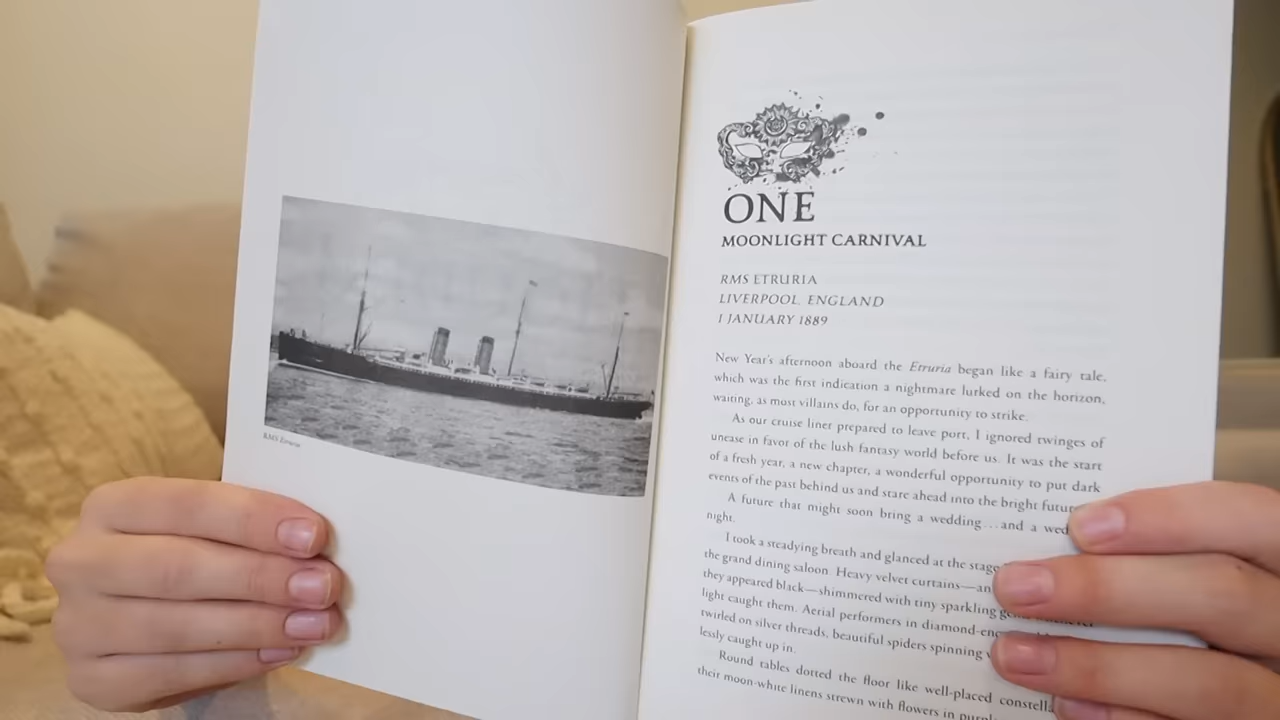 RMS Etruria
ONE
MOONLIGHT CARNIVAL
RMS ETRURIA
LIVERPOOL, ENGLAND
1 JANUARY 1889
New Year's afternoon aboard the Etruria began like a fairy tale,
which was the first indication a nightmare lurked on the horizon,
waiting, as most villains do, for an opportunity to strike.
As our cruise liner prepared to leave port, I ignored twinges of
unease in favor of the lush fantasy world before us. It was the start
of a fresh year, a new chapter, a wonderful opportunity to put dark
events of the past behind us and stare ahead into the bright
A future that might soon bring a wedding...and a
night.
I took a steadying breath and glanced at the stage
the grand dining saloon. Heavy velvet curtains—
they appeared black—shimmered with tiny sparkling
light caught them. Aerial performers in
twirled on silver threads, beautiful spiders spinning
lessly caught up in.
Round tables dotted the floor like well-placed
their moon-white linens strewn with flowers in